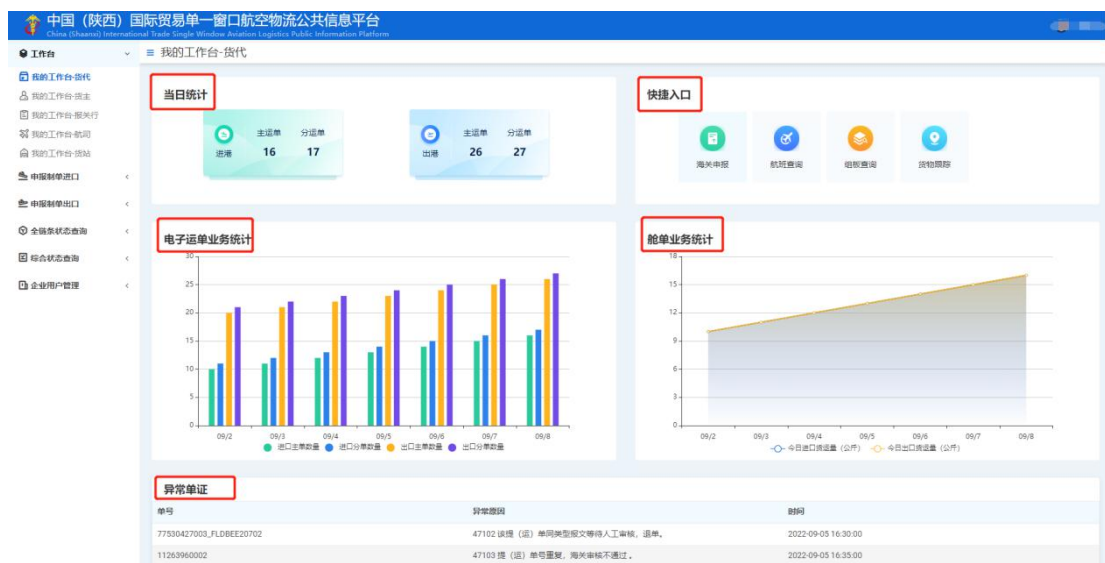 中国（陕西）国际贸易单一窗口航空物流公共信息平台
China (Shaanxi) International Trade Single Window Aviation Logistics Public Information Platform
工作台
我的工作台-货代
我的工作台-货代
我的工作台-货主
我的工作台-报关行
我的工作台-航司
我的工作台-货站
申报制单进口
申报制单出口
全链条状态查询
综合状态查询
企业用户管理
当日统计
主运单 分运单
进港 16 17
主运单 分运单
出港 26 27
快捷入口
海关申报 航班查询 组板查询 货物跟踪
电子运单业务统计
30
25
20
15
10
5
0
09/2 09/3 09/4 09/5 09/6 09/7 09/8
进口主单数量 进口分单数量 出口主单数量 出口分单数量
舱单业务统计
18
15
12
9
6
3
0
09/2 09/3 09/4 09/5 09/6 09/7 09/8
今日进口货运量（公斤） 今日出口货运量（公斤）
异常单证
单号 异常原因 时间
77530427003_FLDBEE20702 47102 该提（运）单同类型报文等待人工审核，退单。 2022-09-05 16:30:00
11263960002 47103 提（运）单号重复，海关审核不通过。 2022-09-05 16:35:00